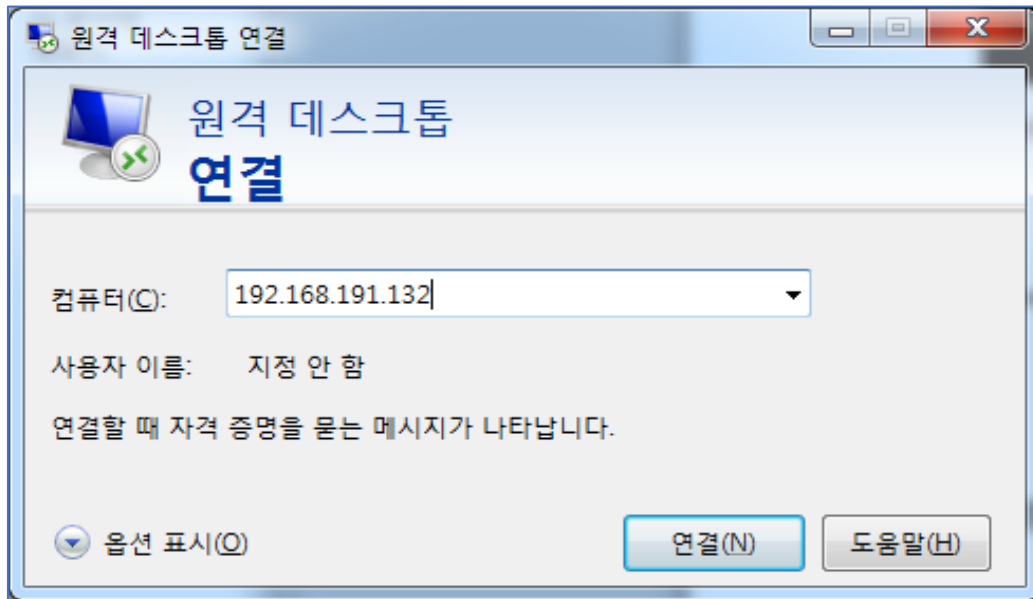 원격 데스크톱 연결
원격 데스크톱
연결
컴퓨터(C): 192.168.191.132
사용자 이름: 지정 안 함
연결할 때 자격 증명을 묻는 메시지가 나타납니다.
옵션 표시(O) 연결(N) 도움말(H)